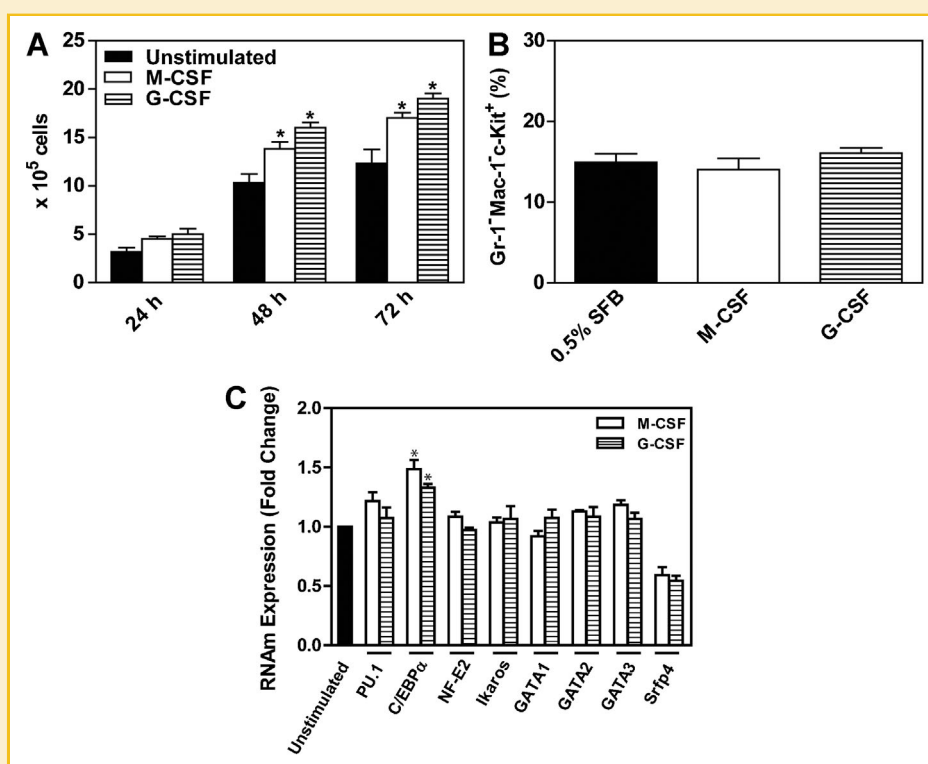 A
25
20
15
10
5
0
x 10⁵ cells
Unstimulated
M-CSF
G-CSF
* *
* *
24 h
48 h
72 h
B
30
20
10
0
Gr-1⁻Mac-1⁻c-Kit⁺ (%)
0.5% SFB
M-CSF
G-CSF
C
2.0
1.5
1.0
0.5
0.0
RNAm Expression (Fold Change)
M-CSF
G-CSF
* *
Unstimulated
PU.1
C/EBPα
NF-E2
Ikaros
GATA1
GATA2
GATA3
Srfp4